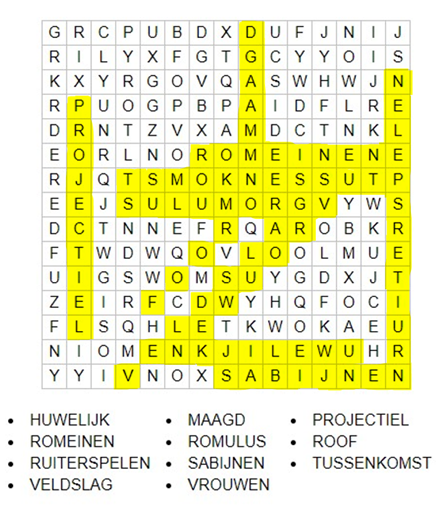 G R C P U B D X D U F J N I J
R I L Y X F G T G C Y Y O I S
K X Y R G O V Q A S W H W J N
R P U O G P B P A I D F L R E
D R N T Z V X A M D C T N K L
E O R L N O R O M E I N E N E
R J Q T S M O K N E S S U T P
E E J S U L U M O R G V Y W S
D C T N N E F R Q A R O B K R
F T W D W Q O V L O O L M U E
U I G S W O M S U Y G D X J T
Z E I R F C D W Y H Q F O C I
F L S Q H L E T K W O K A E U
N I O M E N K J I L E W U H R
Y Y I V N O X S A B I J N E N
• HUWELIJK • MAAGD • PROJECTIEL
• ROMEINEN • ROMULUS • ROOF
• RUITERSPELEN • SABIJNEN • TUSSENKOMST
• VELDSLAG • VROUWEN